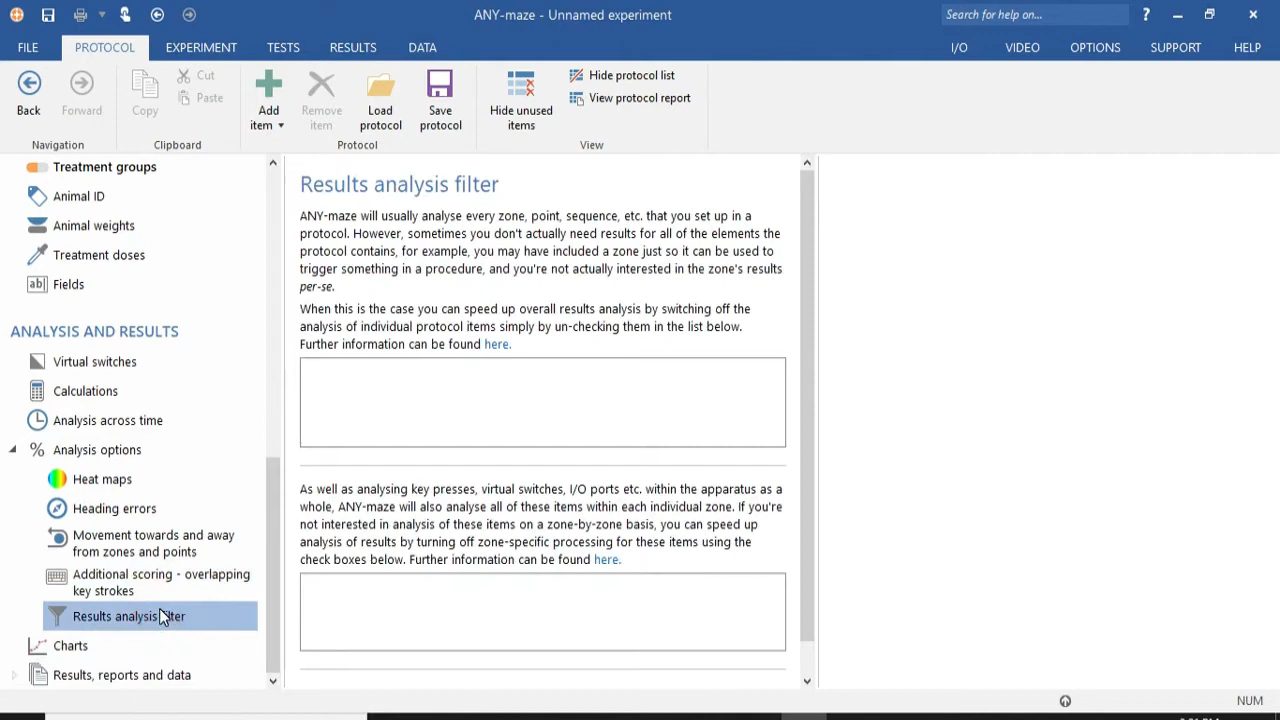 ANY-maze - Unnamed experiment
Search for help on...
?
FILE
PROTOCOL
EXPERIMENT
TESTS
RESULTS
DATA
I/O
VIDEO
OPTIONS
SUPPORT
HELP
Back
Forward
Navigation
Copy
Cut
Paste
Clipboard
Add
item
Remove
item
Load
protocol
Save
protocol
Protocol
Hide unused
items
Hide protocol list
View protocol report
View
Treatment groups
Animal ID
Animal weights
Treatment doses
ab|
Fields
ANALYSIS AND RESULTS
Virtual switches
Calculations
Analysis across time
% Analysis options
Heat maps
Heading errors
Movement towards and away
from zones and points
Additional scoring - overlapping
key strokes
Results analysis filter
Charts
Results, reports and data
Results analysis filter
ANY-maze will usually analyse every zone, point, sequence, etc. that you set up in a
protocol. However, sometimes you don't actually need results for all of the elements the
protocol contains, for example, you may have included a zone just so it can be used to
trigger something in a procedure, and you're not actually interested in the zone's results
per-se.
When this is the case you can speed up overall results analysis by switching off the
analysis of individual protocol items simply by un-checking them in the list below.
Further information can be found here.
As well as analysing key presses, virtual switches, I/O ports etc. within the apparatus as a
whole, ANY-maze will also analyse all of these items within each individual zone. If you're
not interested in analysis of these items on a zone-by-zone basis, you can speed up
analysis of results by turning off zone-specific processing for these items using the
check boxes below. Further information can be found here.
NUM